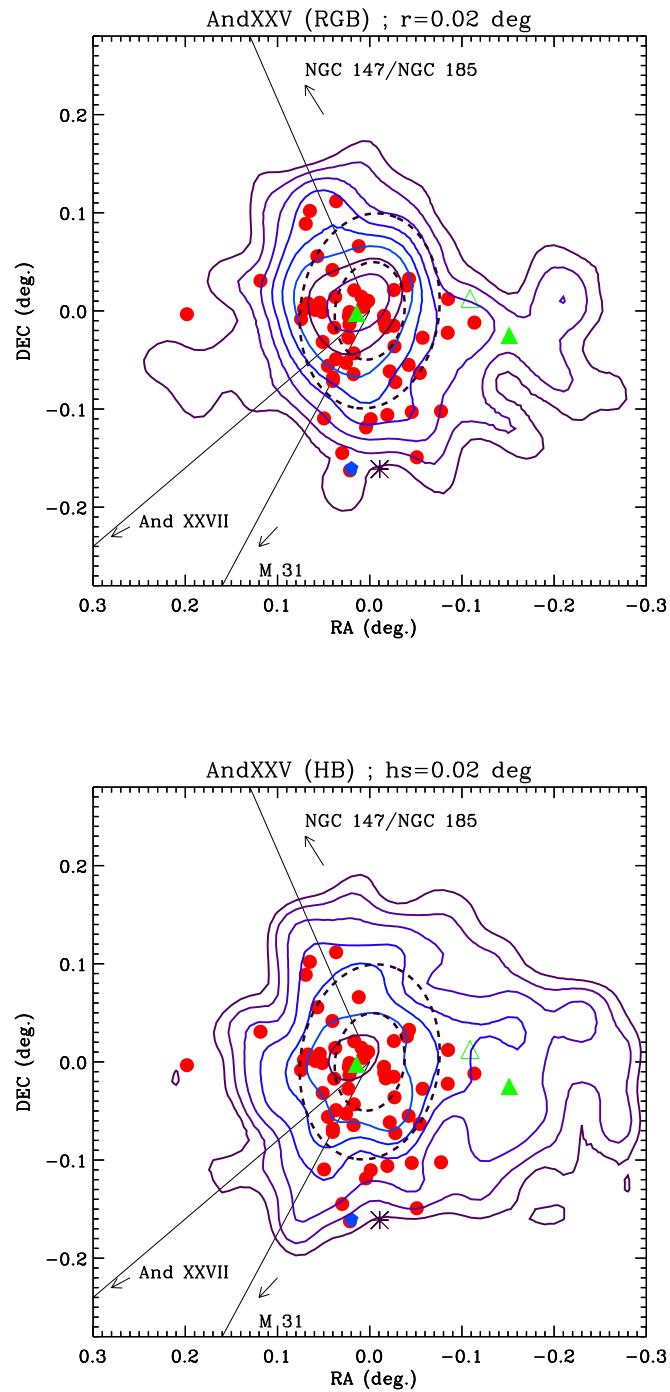 AndXXV (RGB) ; r=0.02 deg
NGC 147/NGC 185
0.2
0.1
DEC (deg.)
0.0
−0.1
−0.2
And XXVII
M 31
0.3 0.2 0.1 0.0 −0.1 −0.2 −0.3
RA (deg.)
AndXXV (HB) ; hs=0.02 deg
NGC 147/NGC 185
0.2
0.1
DEC (deg.)
0.0
−0.1
−0.2
And XXVII
M 31
0.3 0.2 0.1 0.0 −0.1 −0.2 −0.3
RA (deg.)